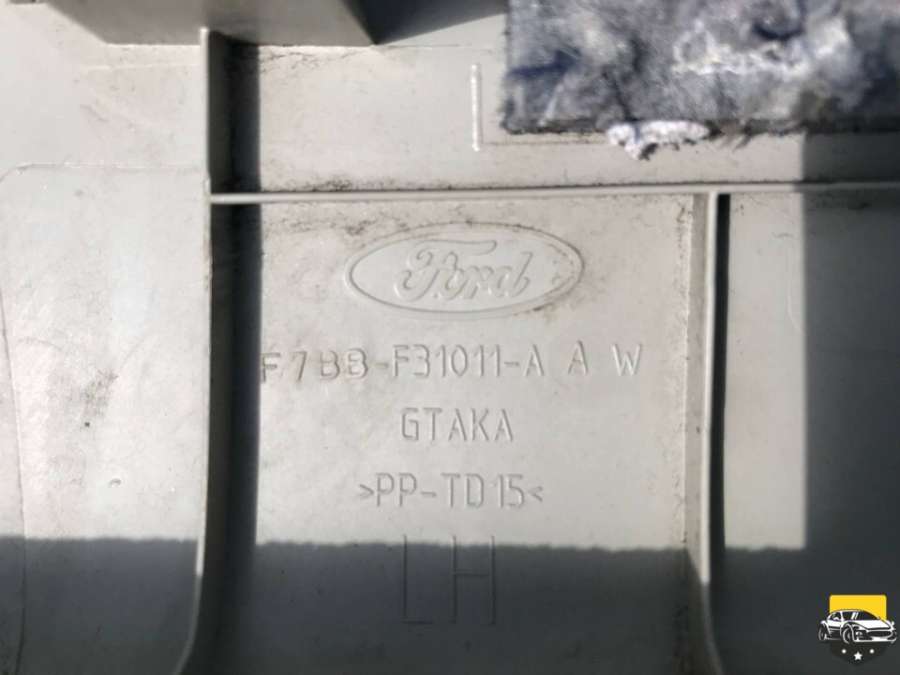 Ford
F7BB-F31011-A A W
GTAKA
>PP-TD15<
LH